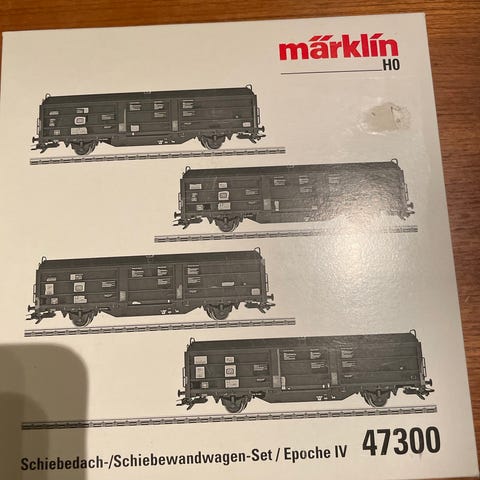 märklin
H0
Schiebedach-/Schiebewandwagen-Set / Epoche IV 47300